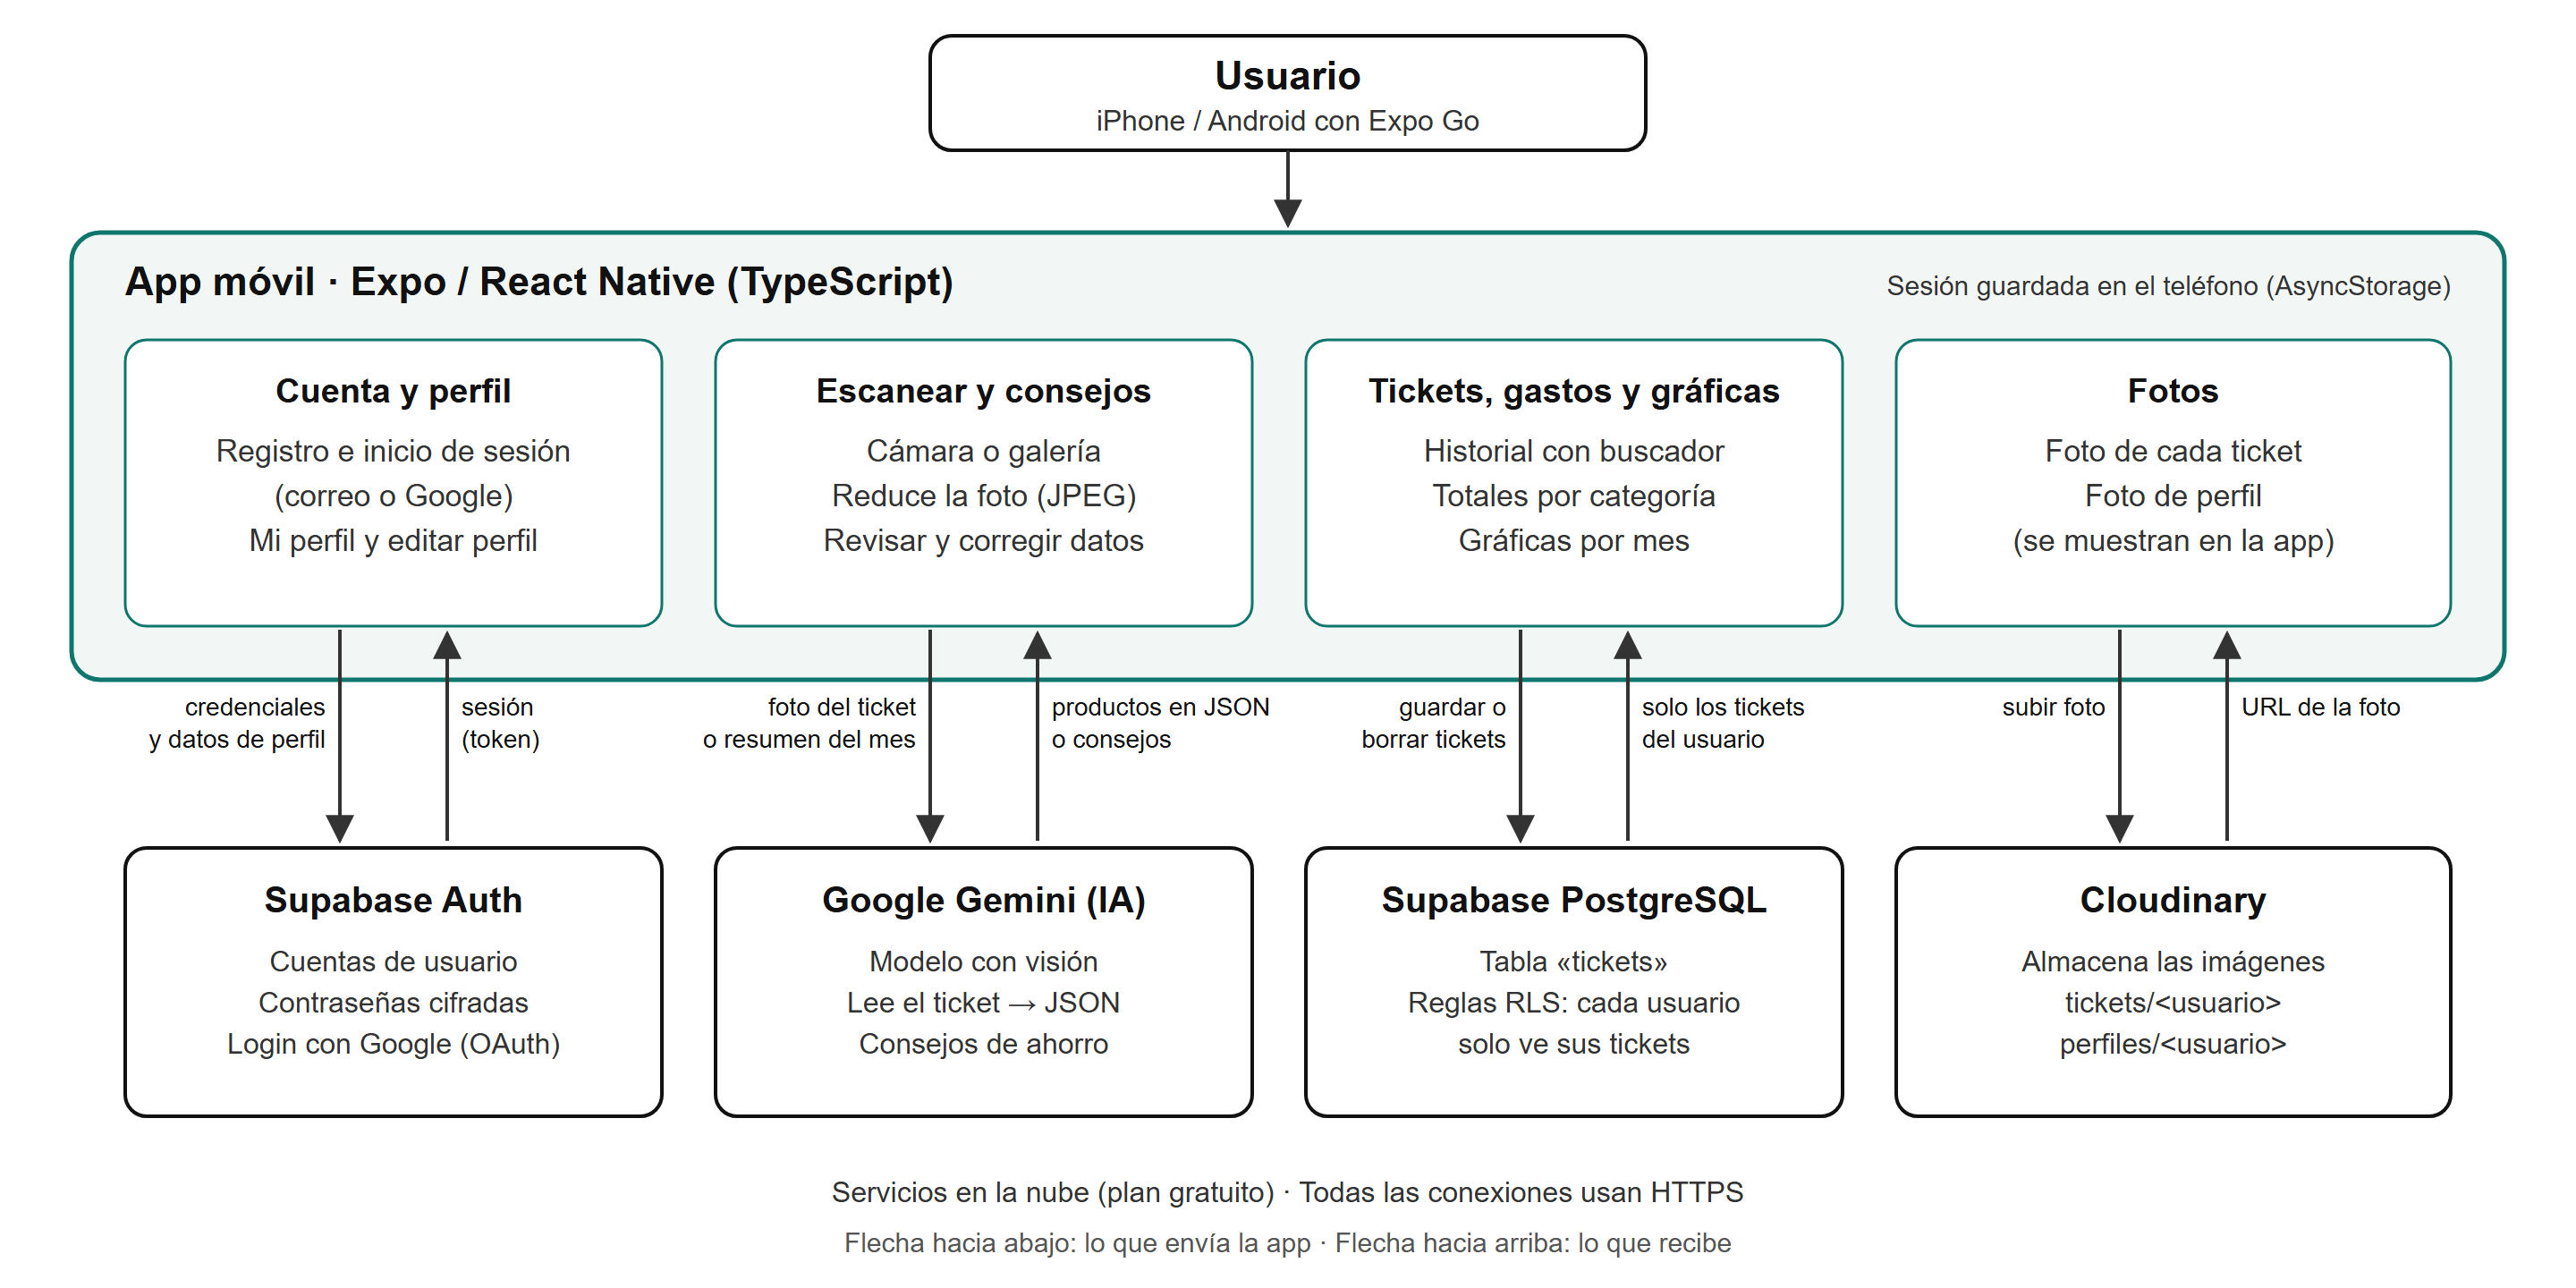 Usuario
iPhone / Android con Expo Go
App móvil · Expo / React Native (TypeScript)
Sesión guardada en el teléfono (AsyncStorage)
Cuenta y perfil
Registro e inicio de sesión
(correo o Google)
Mi perfil y editar perfil
Escanear y consejos
Cámara o galería
Reduce la foto (JPEG)
Revisar y corregir datos
Tickets, gastos y gráficas
Historial con buscador
Totales por categoría
Gráficas por mes
Fotos
Foto de cada ticket
Foto de perfil
(se muestran en la app)
credenciales
y datos de perfil
sesión
(token)
foto del ticket
o resumen del mes
productos en JSON
o consejos
guardar o
borrar tickets
solo los tickets
del usuario
subir foto
URL de la foto
Supabase Auth
Cuentas de usuario
Contraseñas cifradas
Login con Google (OAuth)
Google Gemini (IA)
Modelo con visión
Lee el ticket → JSON
Consejos de ahorro
Supabase PostgreSQL
Tabla «tickets»
Reglas RLS: cada usuario
solo ve sus tickets
Cloudinary
Almacena las imágenes
tickets/<usuario>
perfiles/<usuario>
Servicios en la nube (plan gratuito) · Todas las conexiones usan HTTPS
Flecha hacia abajo: lo que envía la app · Flecha hacia arriba: lo que recibe